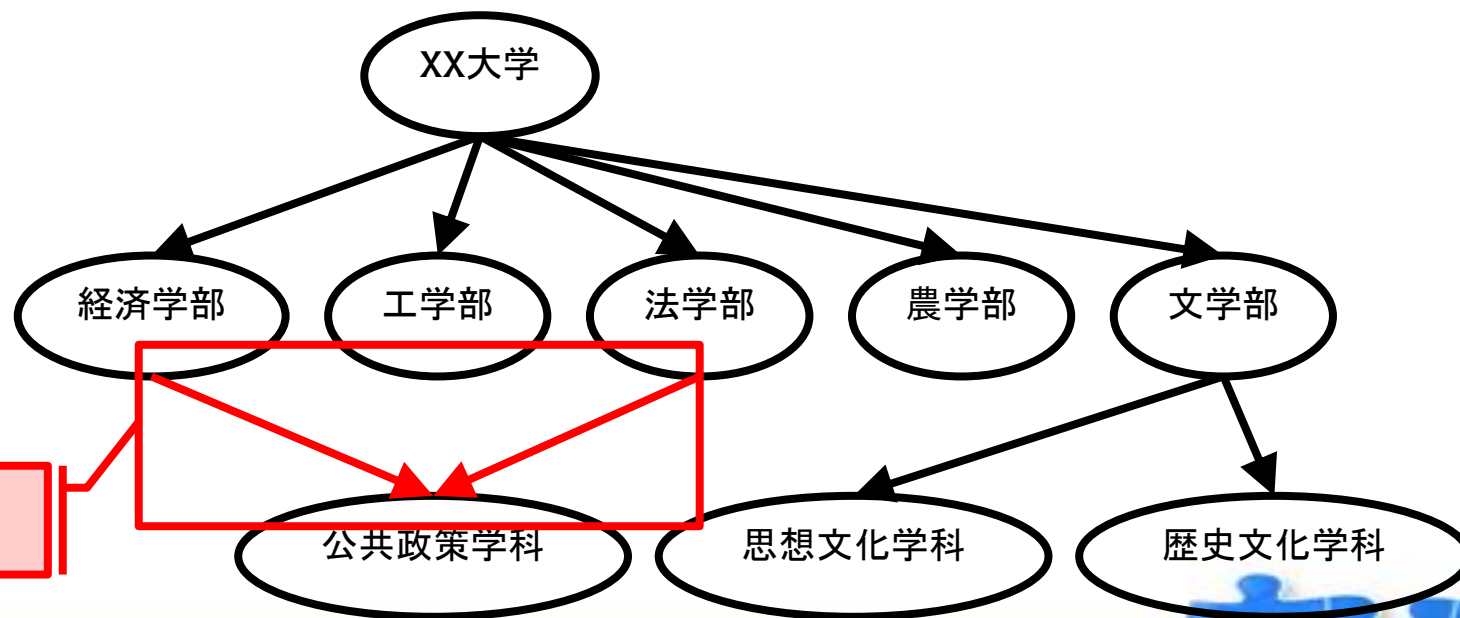 XX大学
経済学部
工学部
法学部
農学部
文学部
公共政策学科
思想文化学科
歴史文化学科